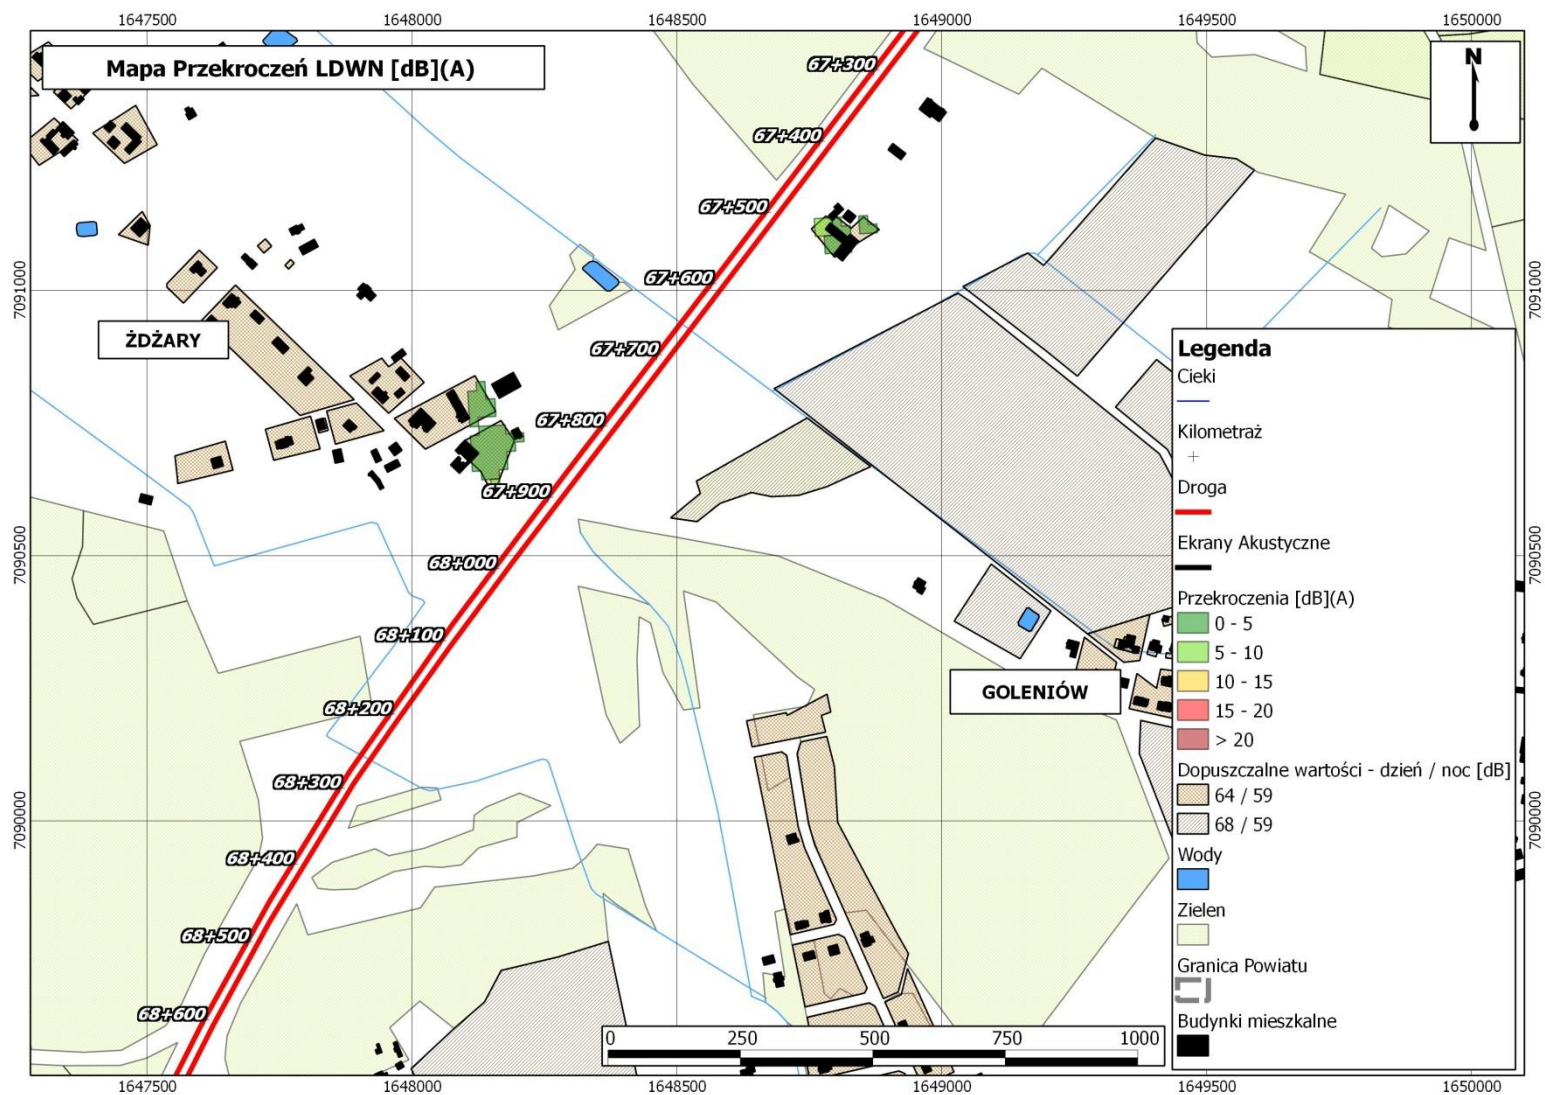 1647500 1648000 1648500 1649000 1649500 1650000
Mapa Przekroczeń LDWN [dB](A)
N
67+300
67+400
67+500
67+600
67+700
67+800
67+900
68+000
68+100
68+200
68+300
68+400
68+500
68+600
ŻDŻARY
GOLENIÓW
7091000
7090500
7090000
7091000
7090500
7090000
Legenda
Cieki
Kilometraż
Droga
Ekrany Akustyczne
Przekroczenia [dB](A)
0 - 5
5 - 10
10 - 15
15 - 20
> 20
Dopuszczalne wartości - dzień / noc [dB]
64 / 59
68 / 59
Wody
Zielen
Granica Powiatu
Budynki mieszkalne
0 250 500 750 1000
1647500 1648000 1648500 1649000 1649500 1650000